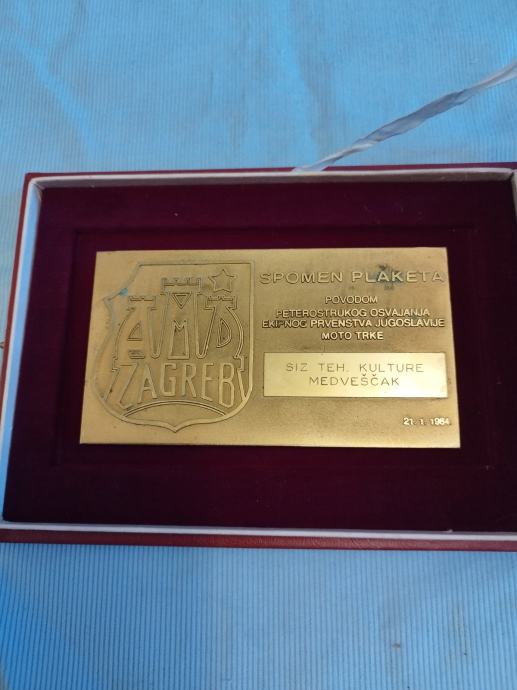 AMD
ZAGREB
SPOMEN PLAKETA
POVODOM
PETEROSTRUKOG OSVAJANJA
EKIPNOG PRVENSTVA JUGOSLAVIJE
MOTO TRKE
SIZ TEH. KULTURE
MEDVEŠČAK
21. 1. 1984.